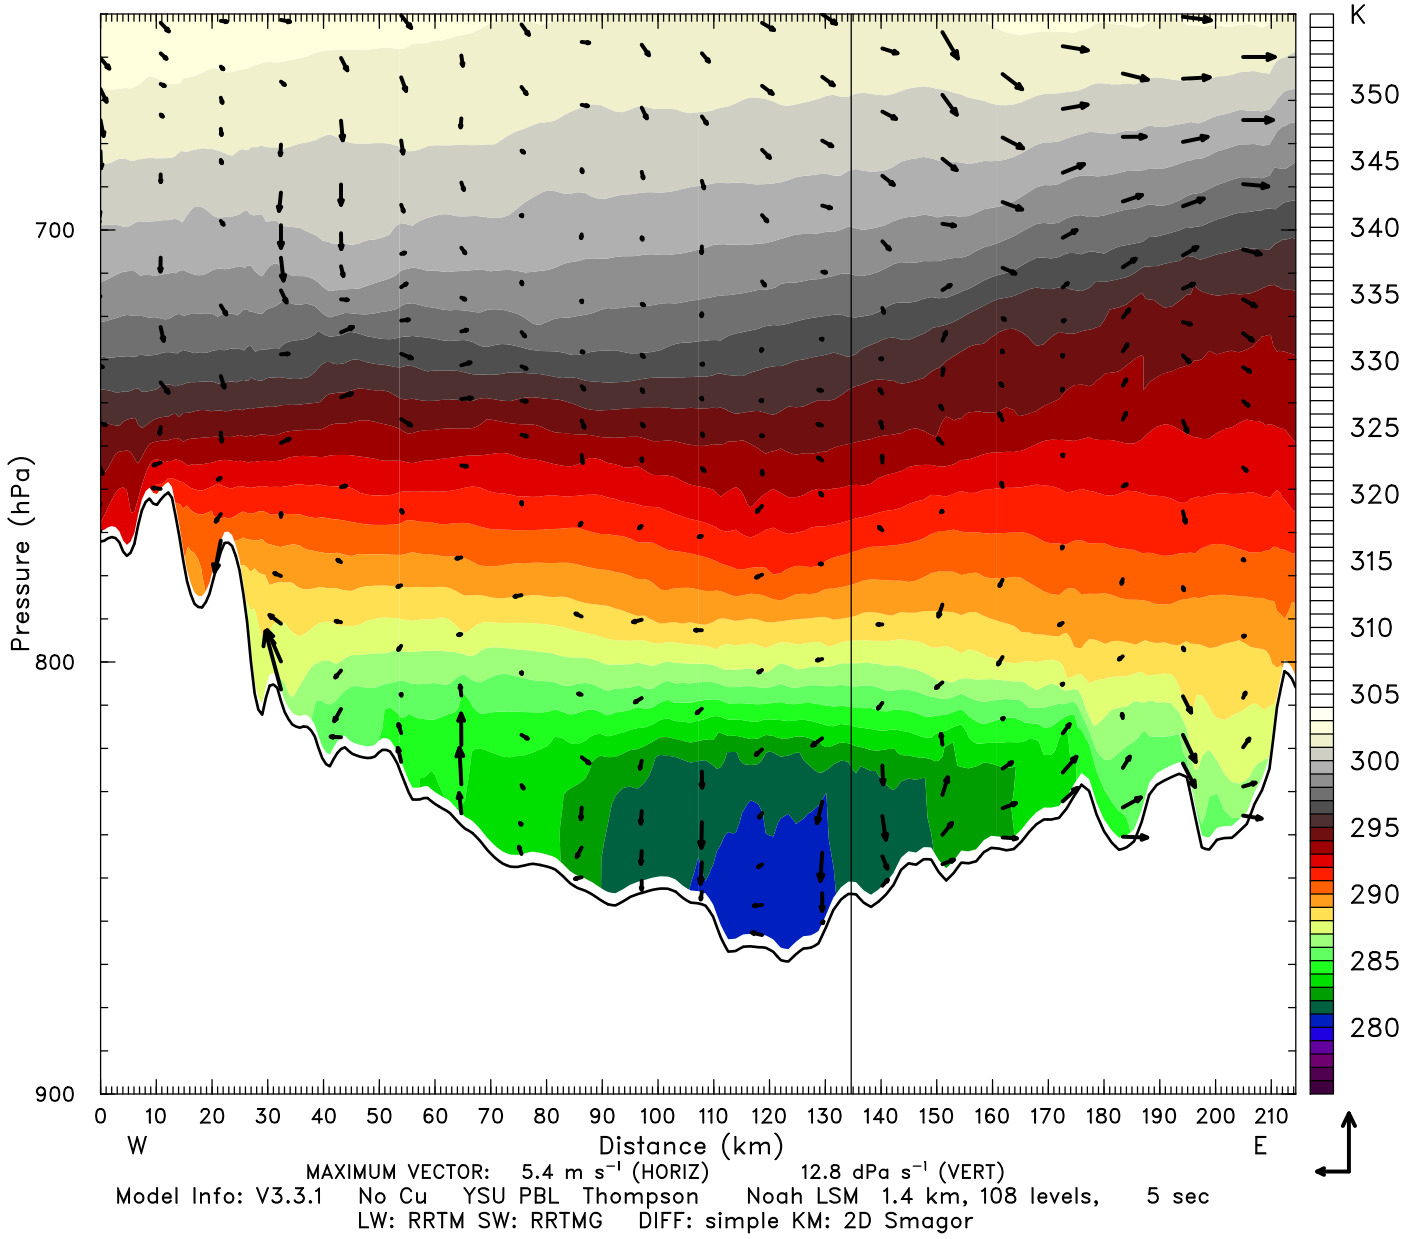 K
350
345
340
335
330
325
320
315
310
305
300
295
290
285
280
Pressure (hPa)
700
800
900
0 10 20 30 40 50 60 70 80 90 100 110 120 130 140 150 160 170 180 190 200 210
W Distance (km) E
MAXIMUM VECTOR: 5.4 m s⁻¹ (HORIZ) 12.8 dPa s⁻¹ (VERT)
Model Info: V3.3.1 No Cu YSU PBL Thompson Noah LSM 1.4 km, 108 levels, 5 sec
LW: RRTM SW: RRTMG DIFF: simple KM: 2D Smagor